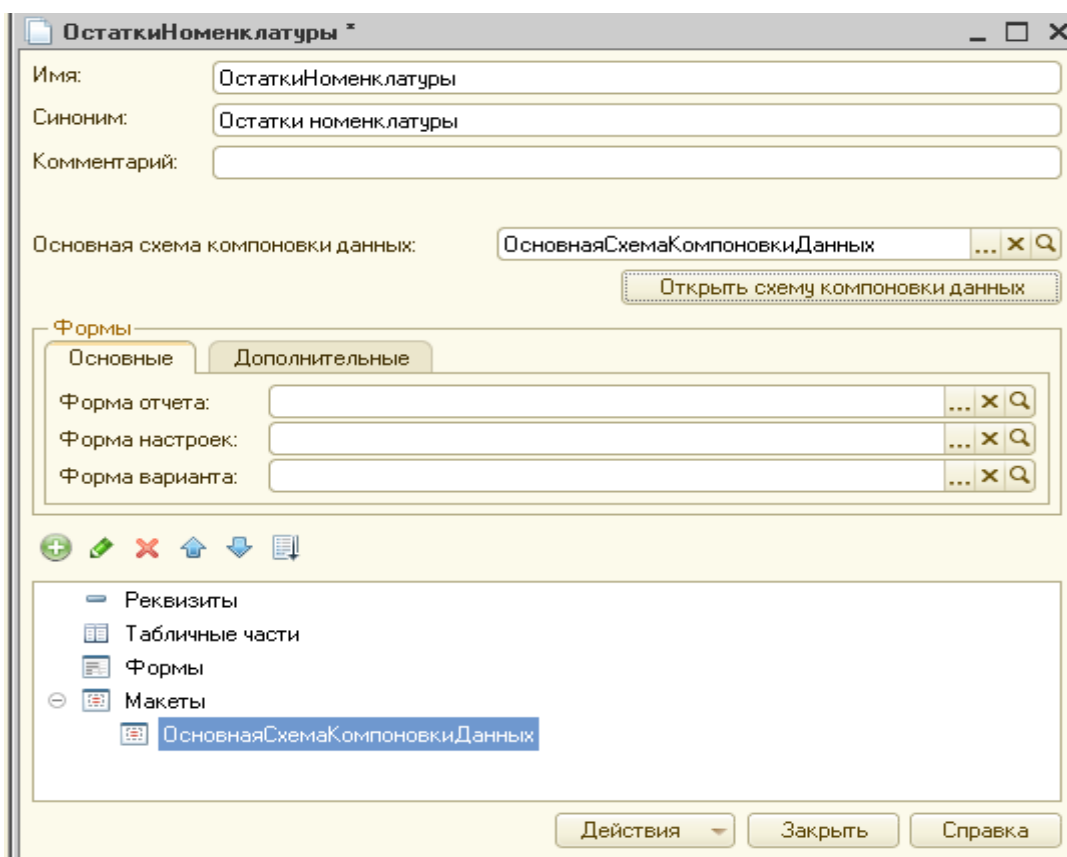 ОстаткиНоменклатуры *
Имя: ОстаткиНоменклатуры
Синоним: Остатки номенклатуры
Комментарий:
Основная схема компоновки данных: ОсновнаяСхемаКомпоновкиДанных ...
Открыть схему компоновки данных
Формы
Основные Дополнительные
Форма отчета: ...
Форма настроек: ...
Форма варианта: ...
Реквизиты
Табличные части
Формы
Макеты
ОсновнаяСхемаКомпоновкиДанных
Действия Закрыть Справка